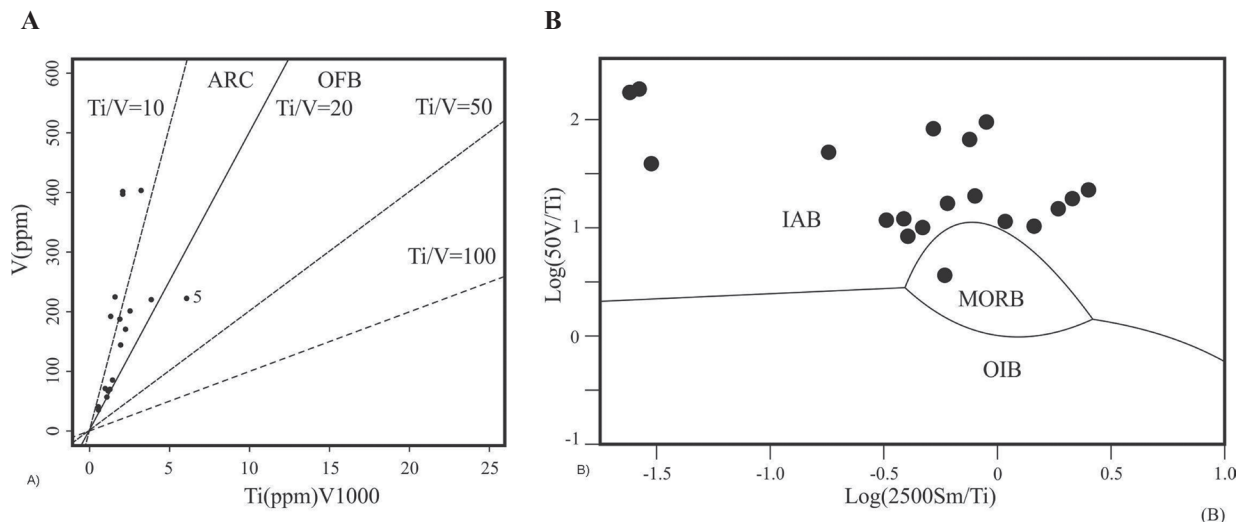 A
B
600
500
400
300
200
100
0
V(ppm)
ARC
OFB
Ti/V=10
Ti/V=20
Ti/V=50
Ti/V=100
5
0
5
10
15
20
25
Ti(ppm)V1000
A)
2
1
0
-1
Log(50V/Ti)
IAB
MORB
OIB
-1.5
-1.0
-0.5
0
0.5
1.0
Log(2500Sm/Ti)
B)
(B)